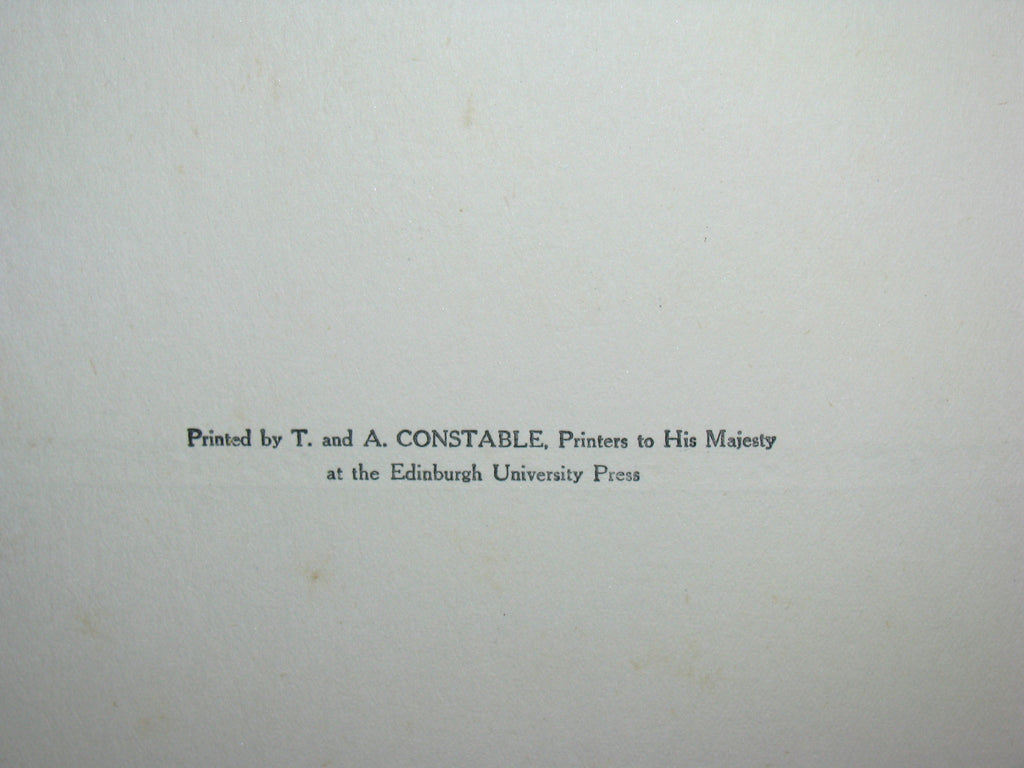 Printed by T. and A. CONSTABLE, Printers to His Majesty
at the Edinburgh University Press